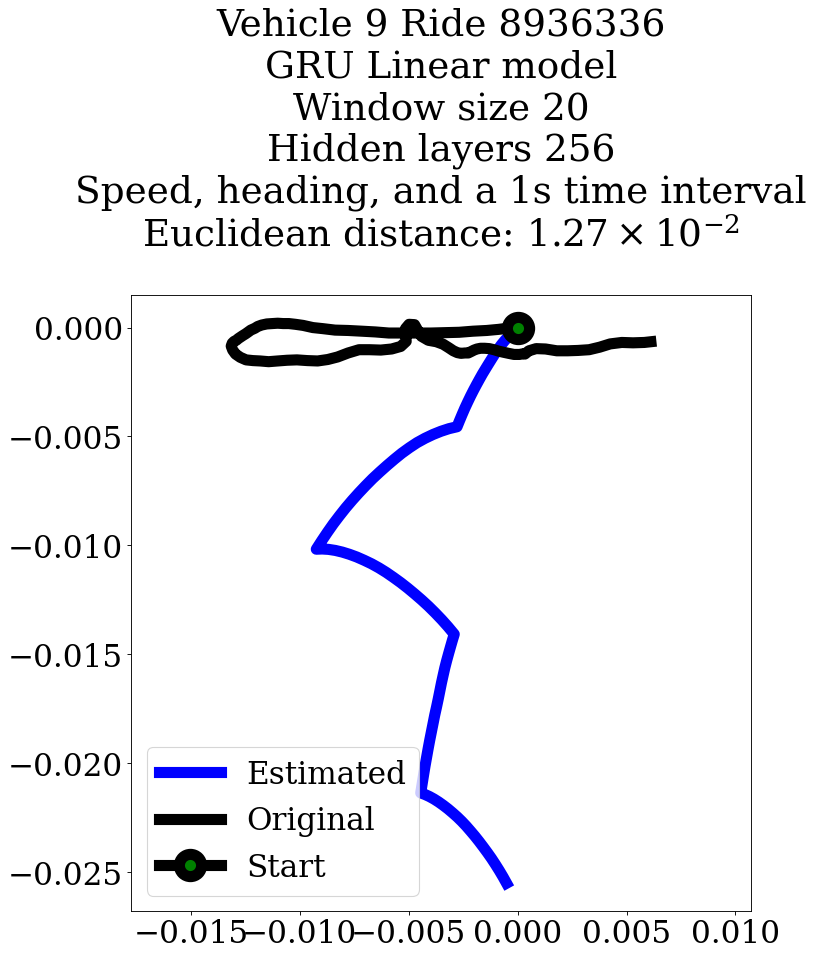 Vehicle 9 Ride 8936336
GRU Linear model
Window size 20
Hidden layers 256
Speed, heading, and a 1s time interval
Euclidean distance: 1.27 × 10⁻²
0.000
−0.005
−0.010
−0.015
−0.020
−0.025
Estimated
Original
Start
−0.015 −0.010 −0.005 0.000 0.005 0.010